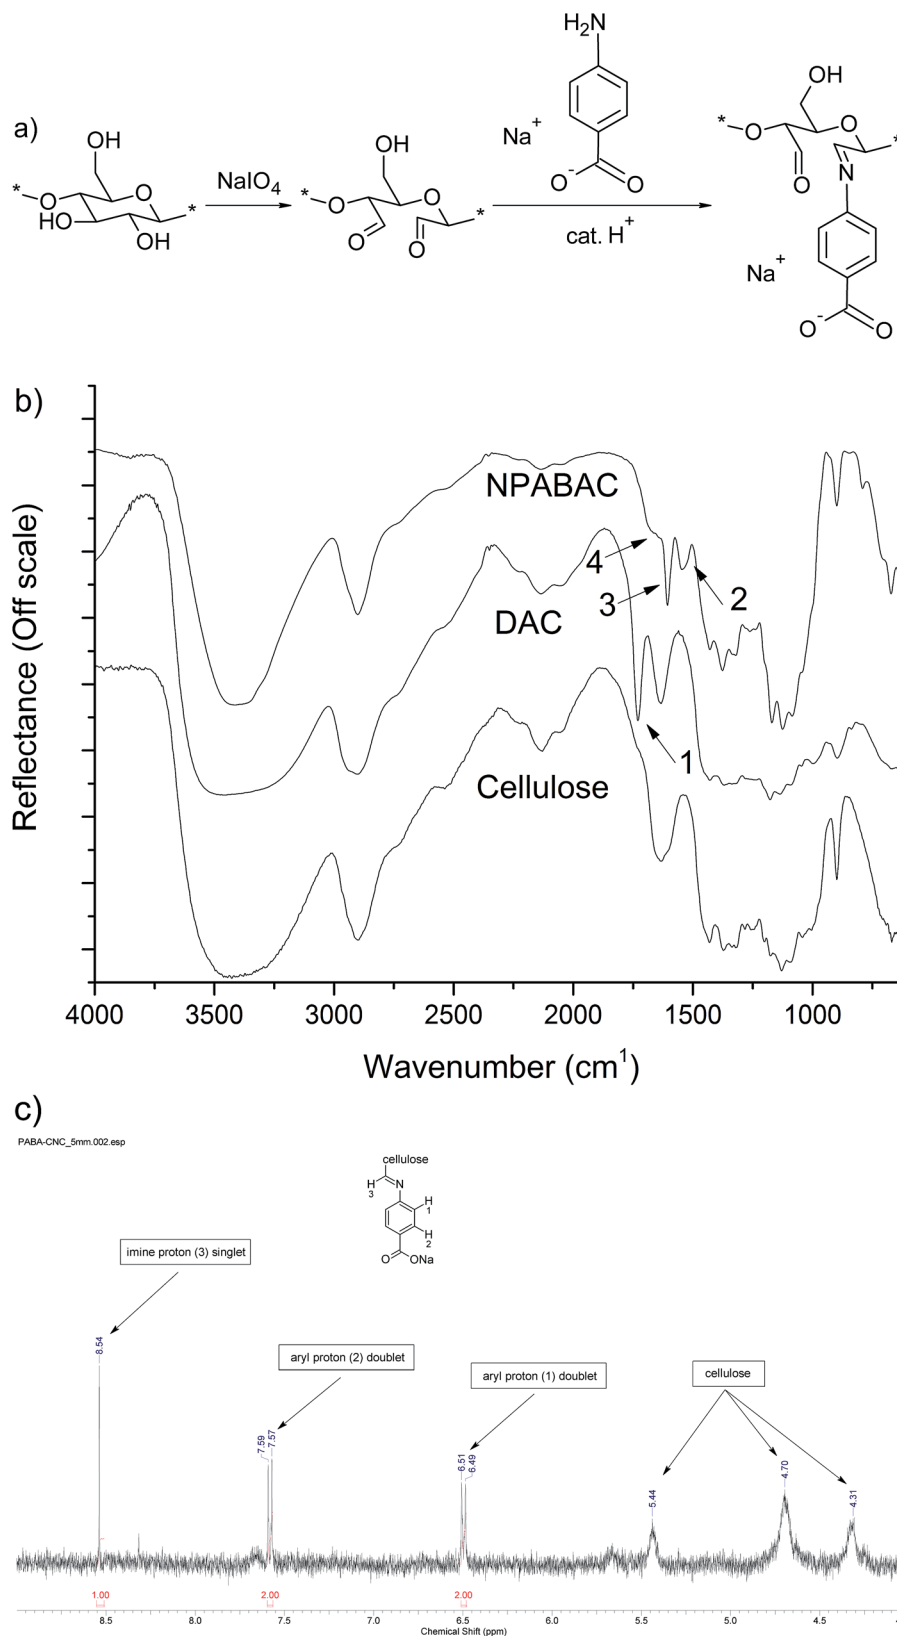 a)
OH
* O O *
HO OH
NaIO4
OH
* O O *
O O
H2N
Na+
O- O
cat. H+
OH
* O O *
O N
Na+
O- O
b)
Reflectance (Off scale)
NPABAC
4
3
2
DAC
1
Cellulose
4000 3500 3000 2500 2000 1500 1000
Wavenumber (cm1)
c)
PABA-CNC_5mm.002.esp
cellulose
H N
3
H
1
H
2
O ONa
imine proton (3) singlet
aryl proton (2) doublet
aryl proton (1) doublet
cellulose
8.54
7.59
7.57
6.51
6.49
5.44
4.70
4.31
1.00 2.00 2.00
8.5 8.0 7.5 7.0 6.5 6.0 5.5 5.0 4.5 4.
Chemical Shift (ppm)